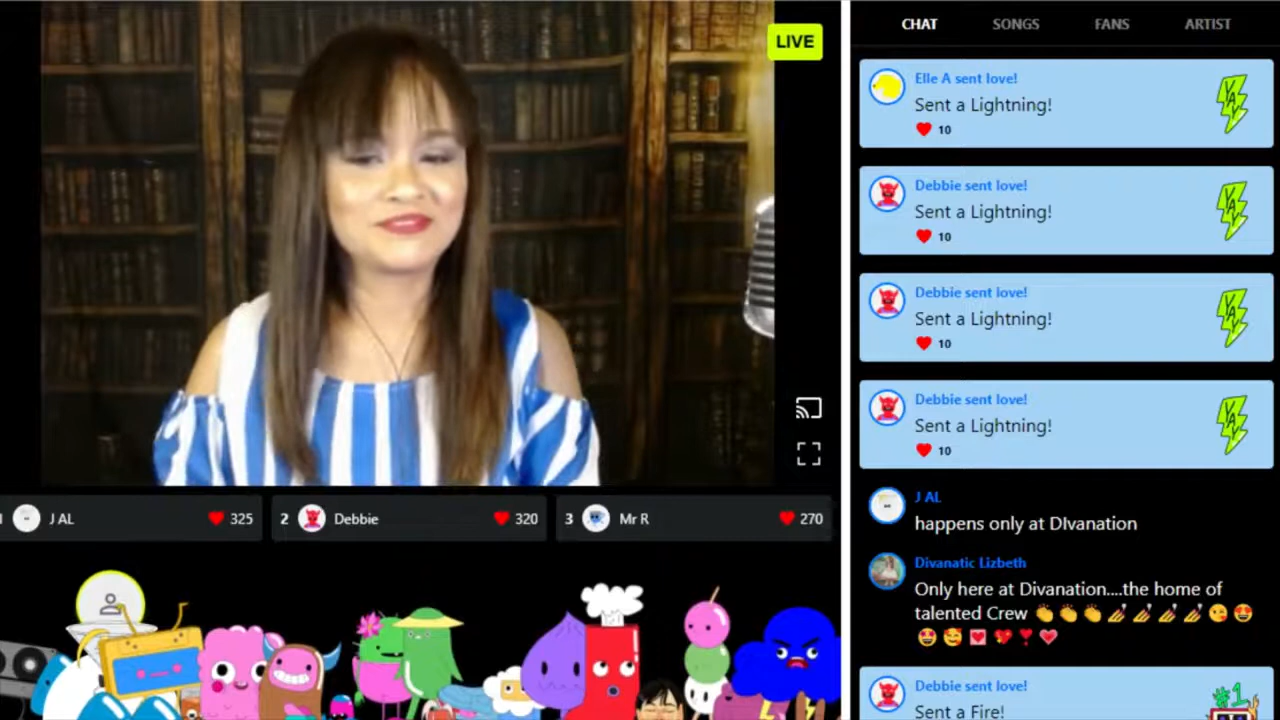 LIVE
CHAT
SONGS
FANS
ARTIST
Elle A sent love!
Sent a Lightning!
10
Debbie sent love!
Sent a Lightning!
10
Debbie sent love!
Sent a Lightning!
10
Debbie sent love!
Sent a Lightning!
10
J AL
happens only at DIvanation
Divanatic Lizbeth
Only here at Divanation....the home of
talented Crew 👏👏👏💅💅💅💅😘🤩
🤩🥰💟💖❣💗
Debbie sent love!
Sent a Fire!
#1
J AL
325
2 Debbie
320
3 Mr R
270